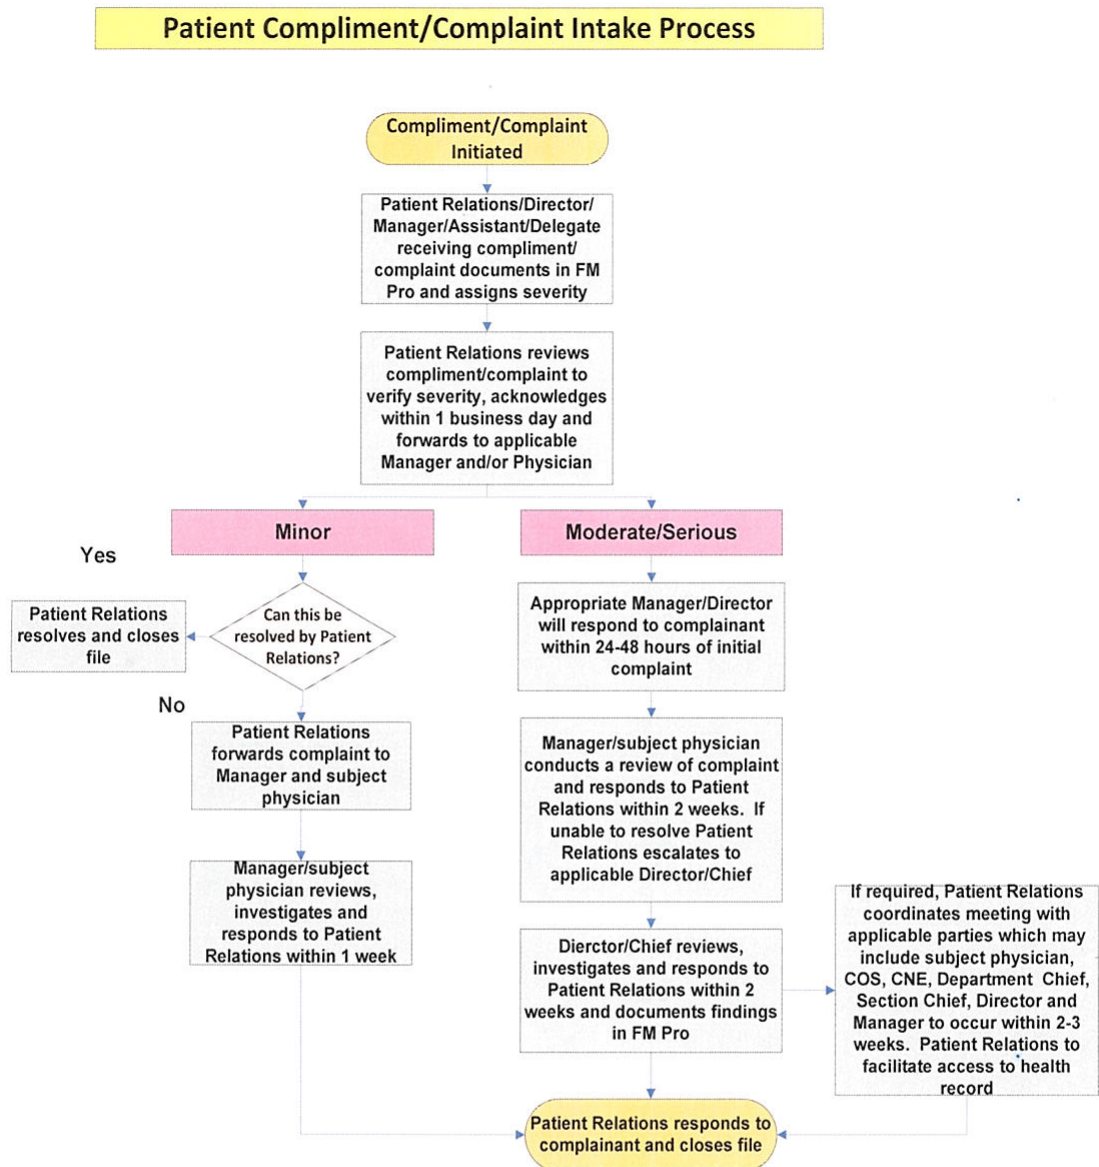 Patient Compliment/Complaint Intake Process
Compliment/Complaint
Initiated
Patient Relations/Director/
Manager/Assistant/Delegate
receiving compliment/
complaint documents in FM
Pro and assigns severity
Patient Relations reviews
compliment/complaint to
verify severity, acknowledges
within 1 business day and
forwards to applicable
Manager and/or Physician
Minor
Yes
Can this be
resolved by Patient
Relations?
Patient Relations
resolves and closes
file
No
Patient Relations
forwards complaint to
Manager and subject
physician
Manager/subject
physician reviews,
investigates and
responds to Patient
Relations within 1 week
Moderate/Serious
Appropriate Manager/Director
will respond to complainant
within 24-48 hours of initial
complaint
Manager/subject physician
conducts a review of complaint
and responds to Patient
Relations within 2 weeks.  If
unable to resolve Patient
Relations escalates to
applicable Director/Chief
Dierctor/Chief reviews,
investigates and responds to
Patient Relations within 2
weeks and documents findings
in FM Pro
If required, Patient Relations
coordinates meeting with
applicable parties which may
include subject physician,
COS, CNE, Department Chief,
Section Chief, Director and
Manager to occur within 2-3
weeks.  Patient Relations to
facilitate access to health
record
Patient Relations responds to
complainant and closes file